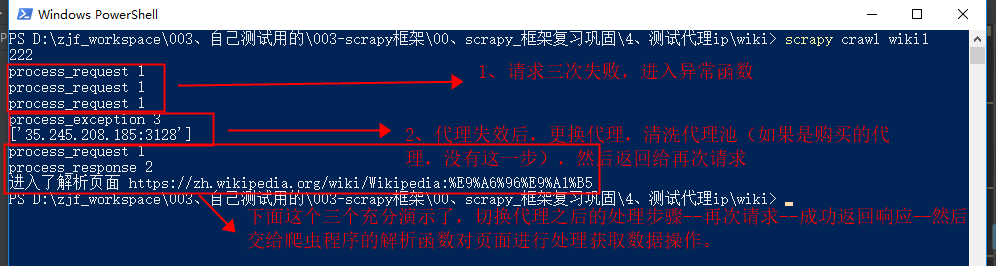 Windows PowerShell
PS D:\zjf_workspace\003、自己测试用的\003-scrapy框架\00、scrapy_框架复习巩固\4、测试代理ip\wiki> scrapy crawl wiki1
222
process_request 1
process_request 1
process_request 1
1、请求三次失败，进入异常函数
process_exception 3
['35.245.208.185:3128']
2、代理失效后，更换代理，清洗代理池（如果是购买的代
理，没有这一步），然后返回给再次请求
process_request 1
process_response 2
进入了解析页面 https://zh.wikipedia.org/wiki/Wikipedia:%E9%A6%96%E9%A1%B5
PS D:\zjf_workspace\003、自己测试用的\003-scrapy框架\00、scrapy_框架复习巩固\4、测试代理ip\wiki>
下面这个三个充分演示了，切换代理之后的处理步骤--再次请求--成功返回响应--然后
交给爬虫程序的解析函数对页面进行处理获取数据操作。